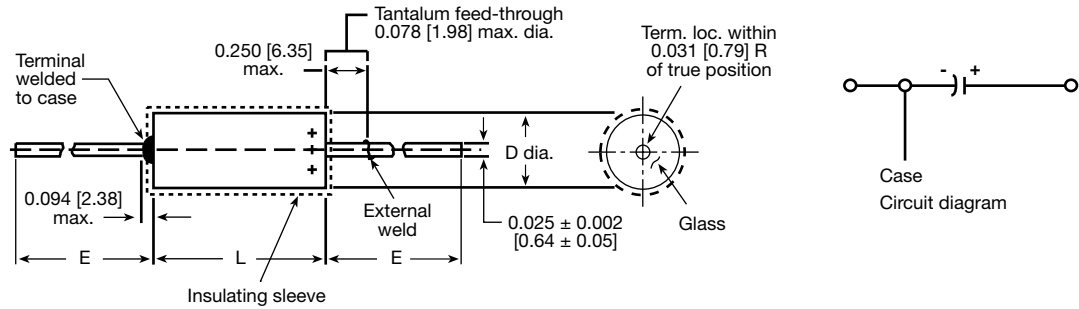 Tantalum feed-through
0.078 [1.98] max. dia.
0.250 [6.35]
max.
Term. loc. within
0.031 [0.79] R
of true position
Terminal
welded
to case
- +
+
+
D dia.
0.094 [2.38]
max.
External
weld
0.025 ± 0.002
[0.64 ± 0.05]
Glass
Case
Circuit diagram
E
L
E
Insulating sleeve